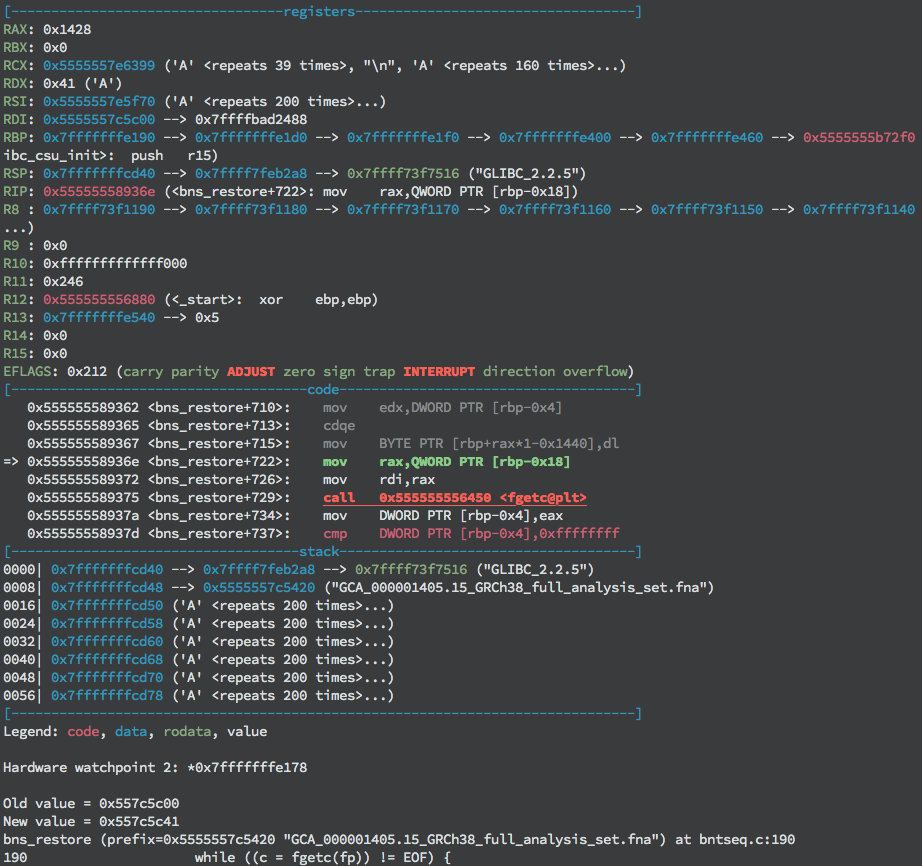 [----------------------------------registers-----------------------------------]
RAX: 0x1428
RBX: 0x0
RCX: 0x5555557e6399 ('A' <repeats 39 times>, "\n", 'A' <repeats 160 times>...)
RDX: 0x41 ('A')
RSI: 0x5555557e5f70 ('A' <repeats 200 times>...)
RDI: 0x5555557c5c00 --> 0x7ffffbad2488
RBP: 0x7fffffffe190 --> 0x7fffffffe1d0 --> 0x7fffffffe1f0 --> 0x7fffffffe400 --> 0x7fffffffe460 --> 0x5555555b72f0
ibc_csu_init>:  push   r15)
RSP: 0x7fffffffcd40 --> 0x7ffff7feb2a8 --> 0x7ffff73f7516 ("GLIBC_2.2.5")
RIP: 0x55555558936e (<bns_restore+722>: mov    rax,QWORD PTR [rbp-0x18])
R8 : 0x7ffff73f1190 --> 0x7ffff73f1180 --> 0x7ffff73f1170 --> 0x7ffff73f1160 --> 0x7ffff73f1150 --> 0x7ffff73f1140
...)
R9 : 0x0
R10: 0xfffffffffffff000
R11: 0x246
R12: 0x555555556880 (<_start>:  xor    ebp,ebp)
R13: 0x7fffffffe540 --> 0x5
R14: 0x0
R15: 0x0
EFLAGS: 0x212 (carry parity ADJUST zero sign trap INTERRUPT direction overflow)
[-------------------------------------code-------------------------------------]
   0x555555589362 <bns_restore+710>:    mov    edx,DWORD PTR [rbp-0x4]
   0x555555589365 <bns_restore+713>:    cdqe
   0x555555589367 <bns_restore+715>:    mov    BYTE PTR [rbp+rax*1-0x1440],dl
=> 0x55555558936e <bns_restore+722>:    mov    rax,QWORD PTR [rbp-0x18]
   0x555555589372 <bns_restore+726>:    mov    rdi,rax
   0x555555589375 <bns_restore+729>:    call   0x555555556450 <fgetc@plt>
   0x55555558937a <bns_restore+734>:    mov    DWORD PTR [rbp-0x4],eax
   0x55555558937d <bns_restore+737>:    cmp    DWORD PTR [rbp-0x4],0xffffffff
[------------------------------------stack-------------------------------------]
0000| 0x7fffffffcd40 --> 0x7ffff7feb2a8 --> 0x7ffff73f7516 ("GLIBC_2.2.5")
0008| 0x7fffffffcd48 --> 0x5555557c5420 ("GCA_000001405.15_GRCh38_full_analysis_set.fna")
0016| 0x7fffffffcd50 ('A' <repeats 200 times>...)
0024| 0x7fffffffcd58 ('A' <repeats 200 times>...)
0032| 0x7fffffffcd60 ('A' <repeats 200 times>...)
0040| 0x7fffffffcd68 ('A' <repeats 200 times>...)
0048| 0x7fffffffcd70 ('A' <repeats 200 times>...)
0056| 0x7fffffffcd78 ('A' <repeats 200 times>...)
[------------------------------------------------------------------------------]
Legend: code, data, rodata, value
Hardware watchpoint 2: *0x7fffffffe178
Old value = 0x557c5c00
New value = 0x557c5c41
bns_restore (prefix=0x5555557c5420 "GCA_000001405.15_GRCh38_full_analysis_set.fna") at bntseq.c:190
190                     while ((c = fgetc(fp)) != EOF) {